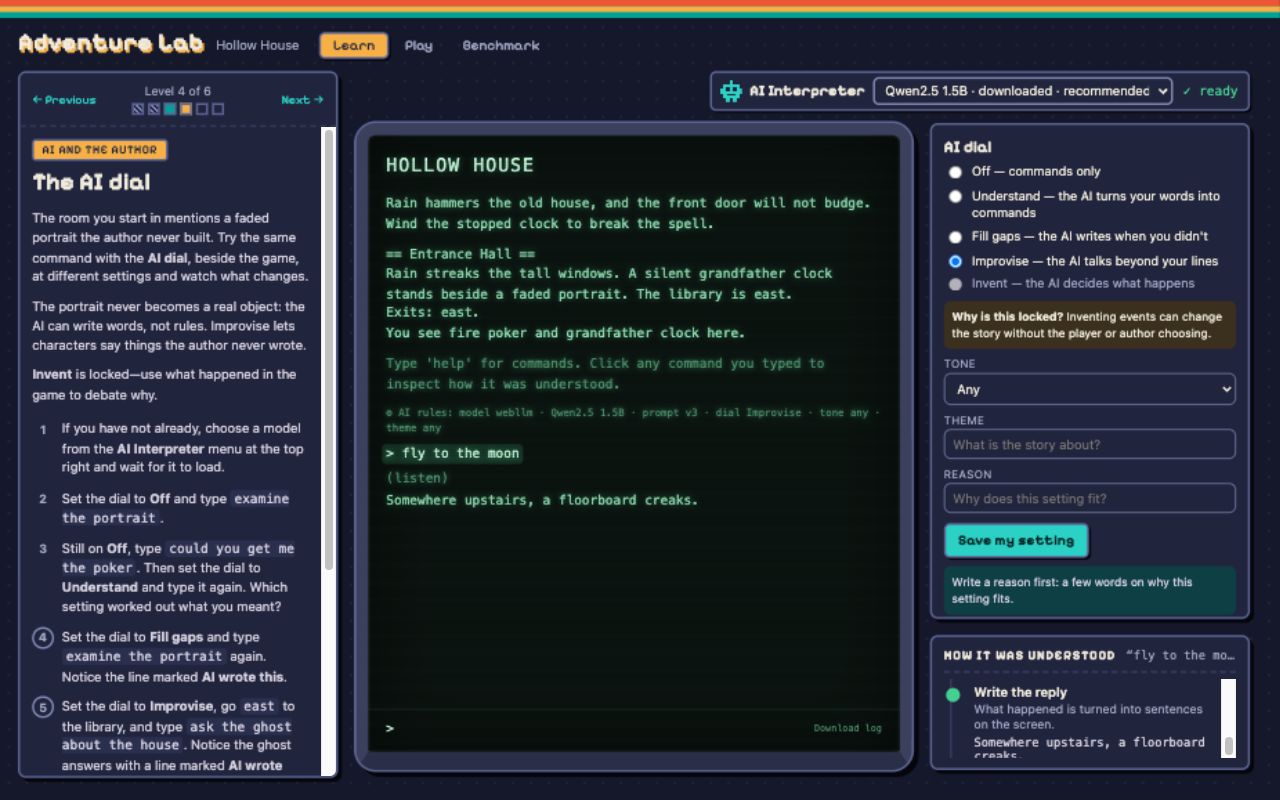 Adventure Lab Hollow House Learn Play Benchmark
← Previous
Level 4 of 6
Next →
AI AND THE AUTHOR
The AI dial
The room you start in mentions a faded
portrait the author never built. Try the same
command with the AI dial, beside the game,
at different settings and watch what changes.
The portrait never becomes a real object: the
AI can write words, not rules. Improvise lets
characters say things the author never wrote.
Invent is locked—use what happened in the
game to debate why.
1 If you have not already, choose a model
from the AI Interpreter menu at the top
right and wait for it to load.
2 Set the dial to Off and type examine
the portrait.
3 Still on Off, type could you get me
the poker. Then set the dial to
Understand and type it again. Which
setting worked out what you meant?
4 Set the dial to Fill gaps and type
examine the portrait again.
Notice the line marked AI wrote this.
5 Set the dial to Improvise, go east to
the library, and type ask the ghost
about the house. Notice the ghost
answers with a line marked AI wrote
AI Interpreter Qwen2.5 1.5B · downloaded · recommended ✓ ready
HOLLOW HOUSE
Rain hammers the old house, and the front door will not budge.
Wind the stopped clock to break the spell.
== Entrance Hall ==
Rain streaks the tall windows. A silent grandfather clock
stands beside a faded portrait. The library is east.
Exits: east.
You see fire poker and grandfather clock here.
Type 'help' for commands. Click any command you typed to
inspect how it was understood.
⚙ AI rules: model webllm · Qwen2.5 1.5B · prompt v3 · dial Improvise · tone any ·
theme any
> fly to the moon
(listen)
Somewhere upstairs, a floorboard creaks.
>
Download log
AI dial
Off — commands only
Understand — the AI turns your words into
commands
Fill gaps — the AI writes when you didn't
Improvise — the AI talks beyond your lines
Invent — the AI decides what happens
Why is this locked? Inventing events can change
the story without the player or author choosing.
TONE
Any
THEME
What is the story about?
REASON
Why does this setting fit?
Save my setting
Write a reason first: a few words on why this
setting fits.
HOW IT WAS UNDERSTOOD "fly to the mo…
Write the reply
What happened is turned into sentences
on the screen.
Somewhere upstairs, a floorboard
creaks.